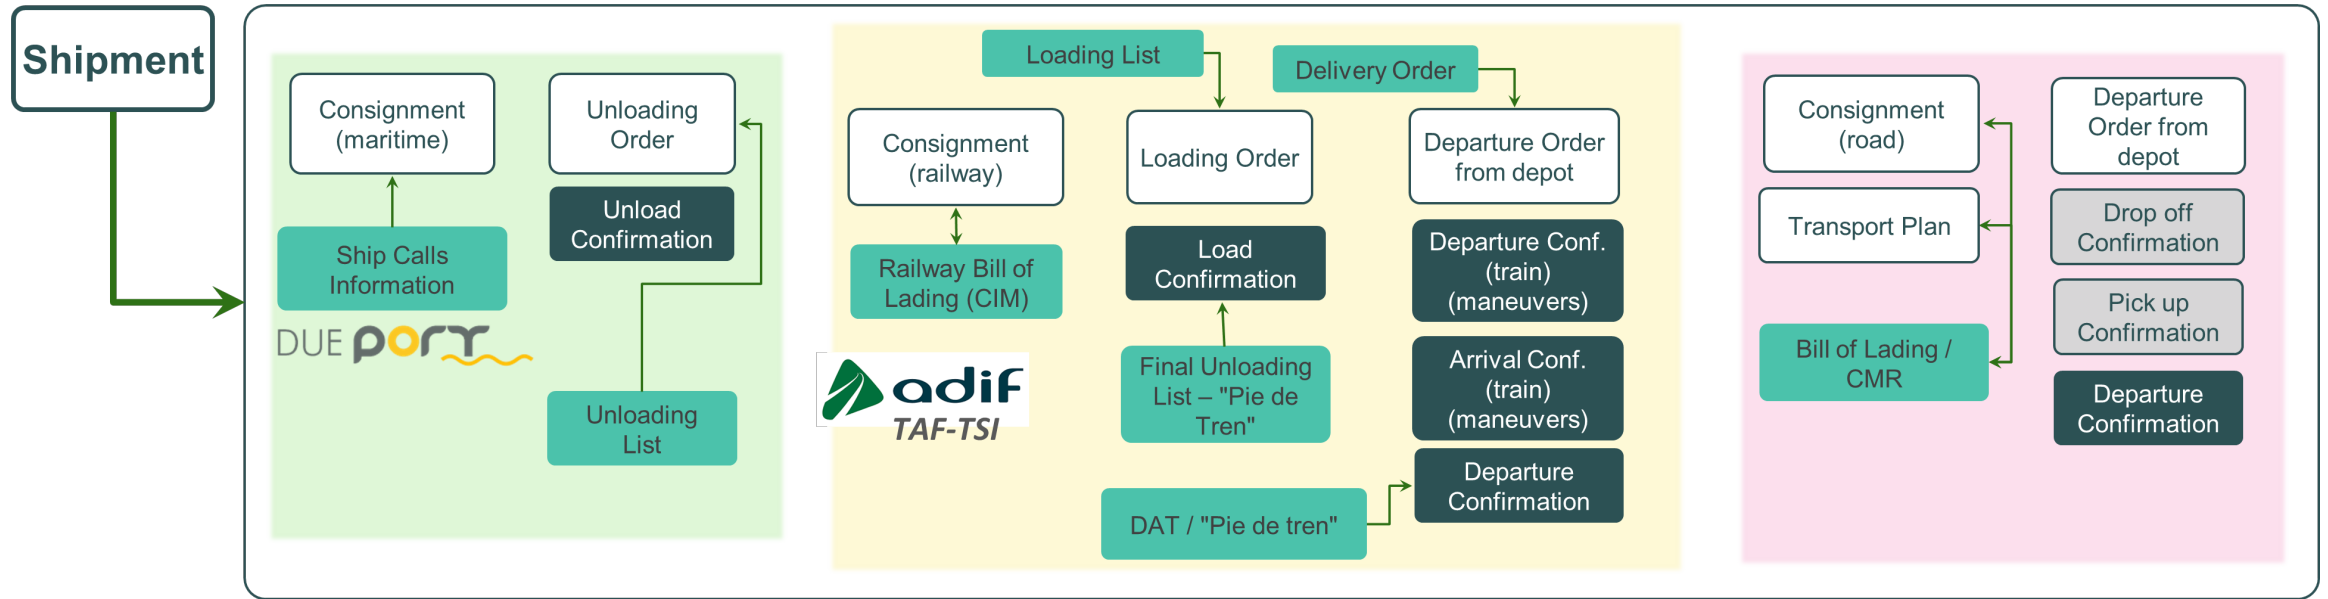 Shipment
Consignment
(maritime)
Ship Calls
Information
DUE PORT
Unloading
Order
Unload
Confirmation
Unloading
List
Loading List
Delivery Order
Consignment
(railway)
Railway Bill of
Lading (CIM)
adif
TAF-TSI
Loading Order
Load
Confirmation
Final Unloading
List – "Pie de
Tren"
DAT / "Pie de tren"
Departure Order
from depot
Departure Conf.
(train)
(maneuvers)
Arrival Conf.
(train)
(maneuvers)
Departure
Confirmation
Consignment
(road)
Transport Plan
Bill of Lading /
CMR
Departure
Order from
depot
Drop off
Confirmation
Pick up
Confirmation
Departure
Confirmation